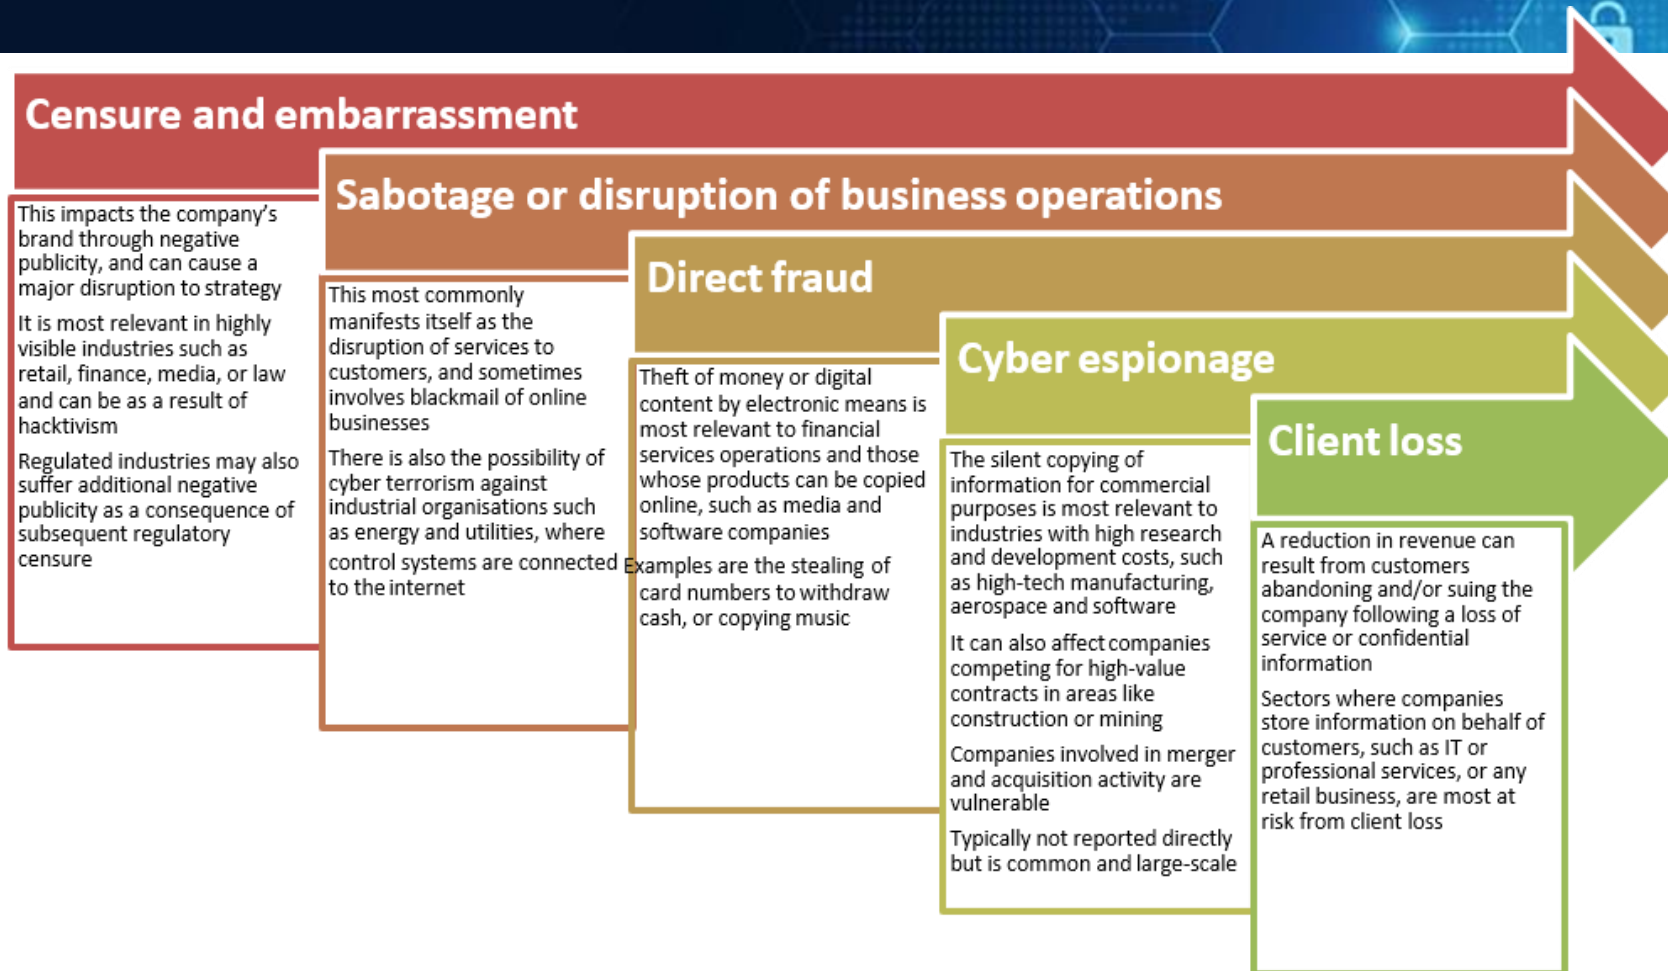 Censure and embarrassment
This impacts the company’s
brand through negative
publicity, and can cause a
major disruption to strategy
It is most relevant in highly
visible industries such as
retail, finance, media, or law
and can be as a result of
hacktivism
Regulated industries may also
suffer additional negative
publicity as a consequence of
subsequent regulatory
censure
Sabotage or disruption of business operations
This most commonly
manifests itself as the
disruption of services to
customers, and sometimes
involves blackmail of online
businesses
There is also the possibility of
cyber terrorism against
industrial organisations such
as energy and utilities, where
control systems are connected
to the internet
Direct fraud
Theft of money or digital
content by electronic means is
most relevant to financial
services operations and those
whose products can be copied
online, such as media and
software companies
Examples are the stealing of
card numbers to withdraw
cash, or copying music
Cyber espionage
The silent copying of
information for commercial
purposes is most relevant to
industries with high research
and development costs, such
as high-tech manufacturing,
aerospace and software
It can also affect companies
competing for high-value
contracts in areas like
construction or mining
Companies involved in merger
and acquisition activity are
vulnerable
Typically not reported directly
but is common and large-scale
Client loss
A reduction in revenue can
result from customers
abandoning and/or suing the
company following a loss of
service or confidential
information
Sectors where companies
store information on behalf of
customers, such as IT or
professional services, or any
retail business, are most at
risk from client loss